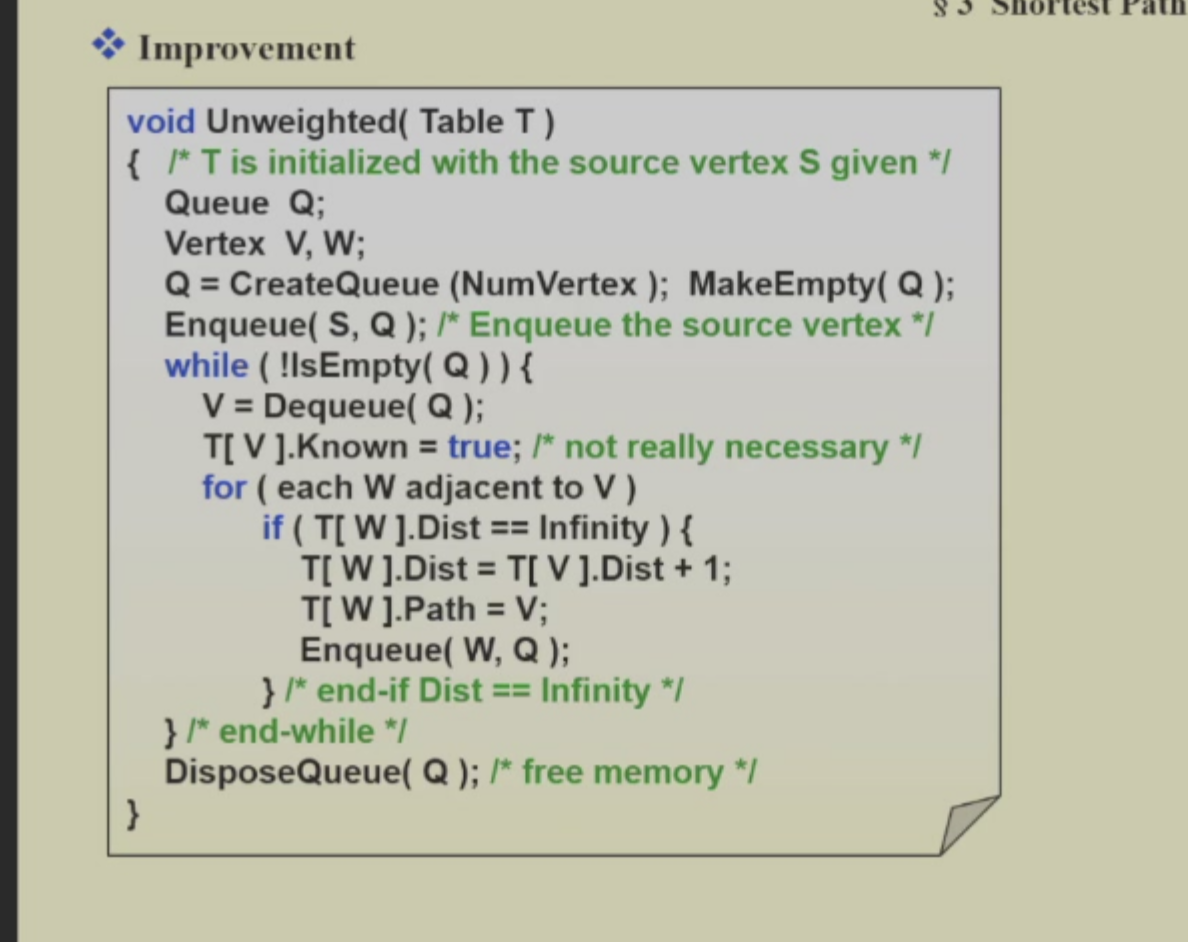 § 3 Shortest Path
Improvement
void Unweighted( Table T )
{ /* T is initialized with the source vertex S given */
Queue Q;
Vertex V, W;
Q = CreateQueue (NumVertex ); MakeEmpty( Q );
Enqueue( S, Q ); /* Enqueue the source vertex */
while ( !IsEmpty( Q ) ) {
V = Dequeue( Q );
T[ V ].Known = true; /* not really necessary */
for ( each W adjacent to V )
if ( T[ W ].Dist == Infinity ) {
T[ W ].Dist = T[ V ].Dist + 1;
T[ W ].Path = V;
Enqueue( W, Q );
} /* end-if Dist == Infinity */
} /* end-while */
DisposeQueue( Q ); /* free memory */
}